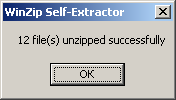 WinZip Self-Extractor
12 file(s) unzipped successfully
OK